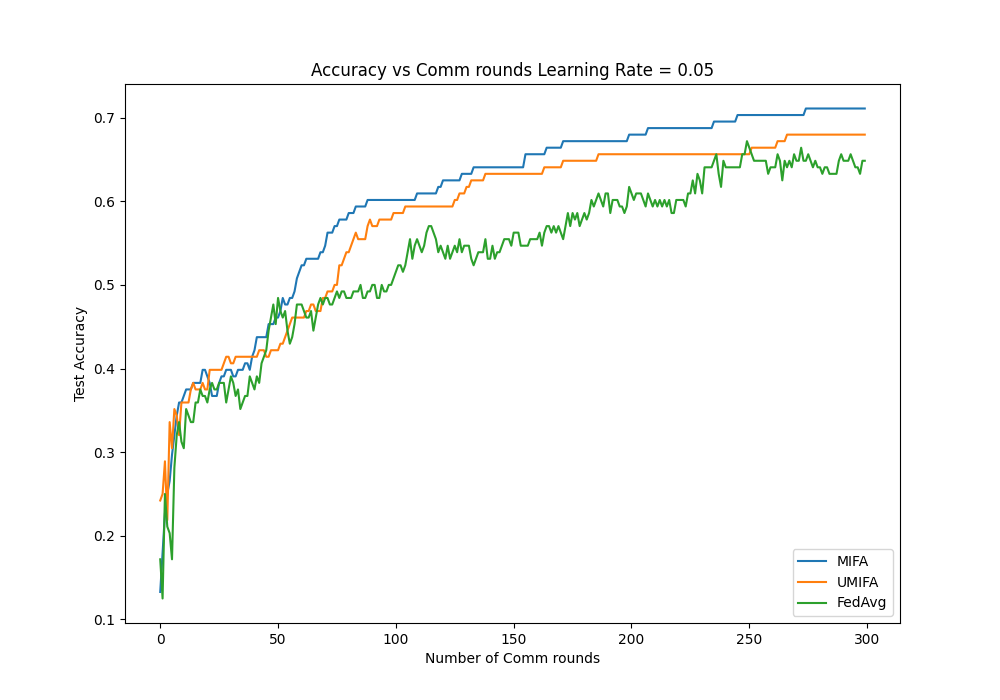 Accuracy vs Comm rounds Learning Rate = 0.05
Test Accuracy
0.7
0.6
0.5
0.4
0.3
0.2
0.1
0
50
100
150
200
250
300
Number of Comm rounds
MIFA
UMIFA
FedAvg